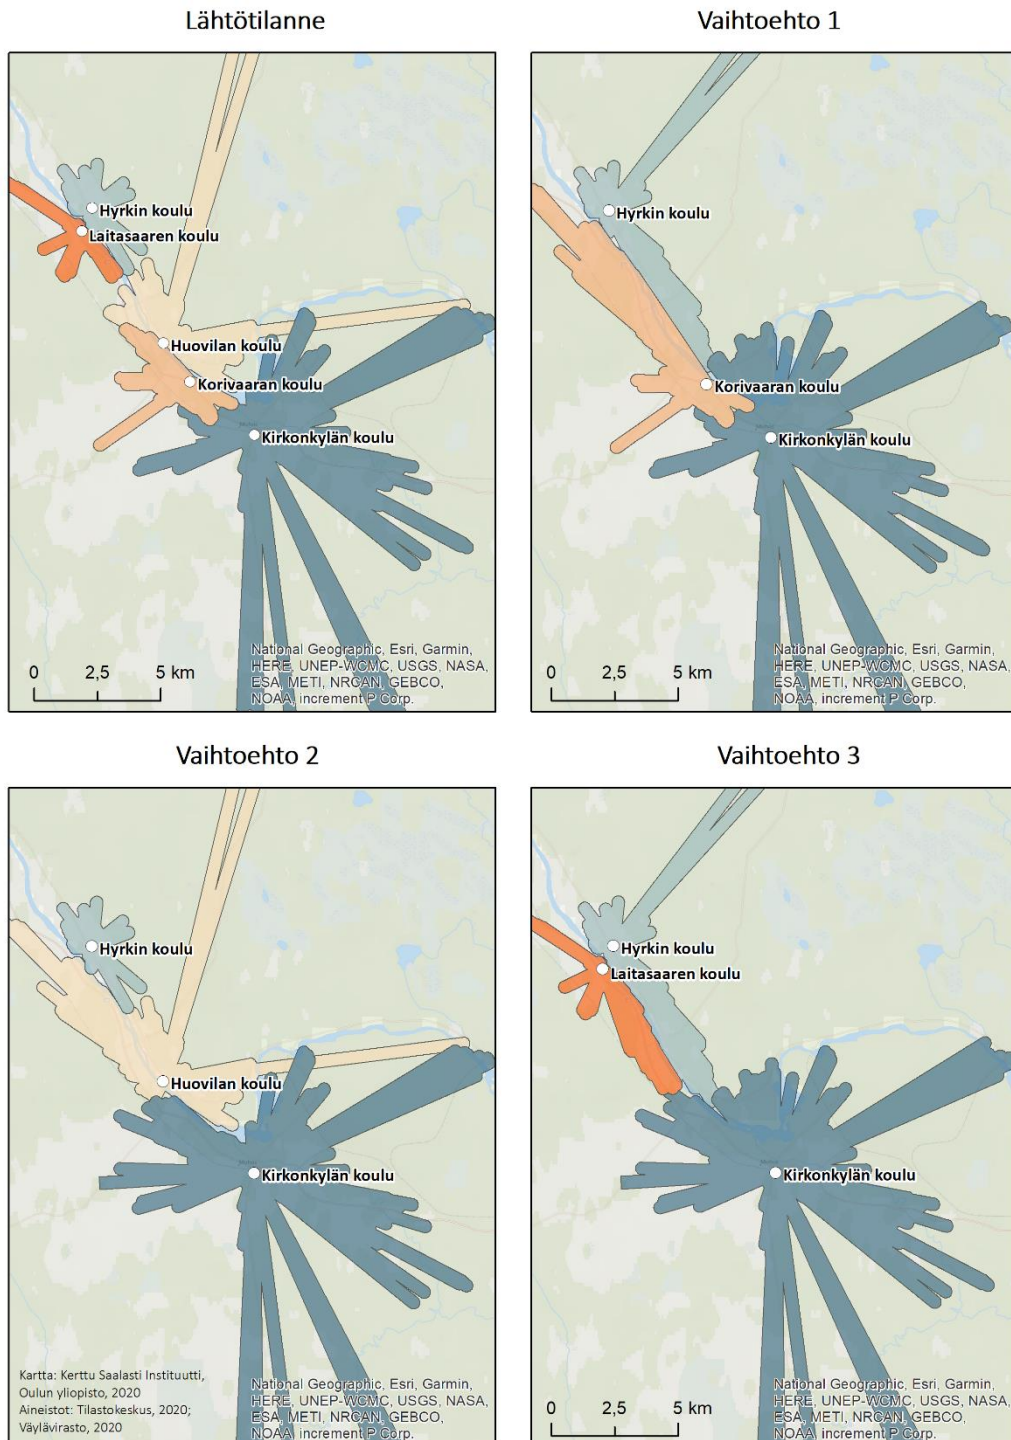 Lähtötilanne
Vaihtoehto 1
Hyrkin koulu
Laitasaaren koulu
Huovilan koulu
Korivaaran koulu
Kirkonkylän koulu
0 2,5 5 km
National Geographic, Esri, Garmin,
HERE, UNEP-WCMC, USGS, NASA,
ESA, METI, NRCAN, GEBCO,
NOAA, increment P Corp.
Hyrkin koulu
Korivaaran koulu
Kirkonkylän koulu
0 2,5 5 km
National Geographic, Esri, Garmin,
HERE, UNEP-WCMC, USGS, NASA,
ESA, METI, NRCAN, GEBCO,
NOAA, increment P Corp.
Vaihtoehto 2
Vaihtoehto 3
Hyrkin koulu
Huovilan koulu
Kirkonkylän koulu
Kartta: Kerttu Saalasti Instituutti,
Oulun yliopisto, 2020
Aineistot: Tilastokeskus, 2020;
Väylävirasto, 2020
National Geographic, Esri, Garmin,
HERE, UNEP-WCMC, USGS, NASA,
ESA, METI, NRCAN, GEBCO,
NOAA, increment P Corp.
Hyrkin koulu
Laitasaaren koulu
Kirkonkylän koulu
0 2,5 5 km
National Geographic, Esri, Garmin,
HERE, UNEP-WCMC, USGS, NASA,
ESA, METI, NRCAN, GEBCO,
NOAA, increment P Corp.